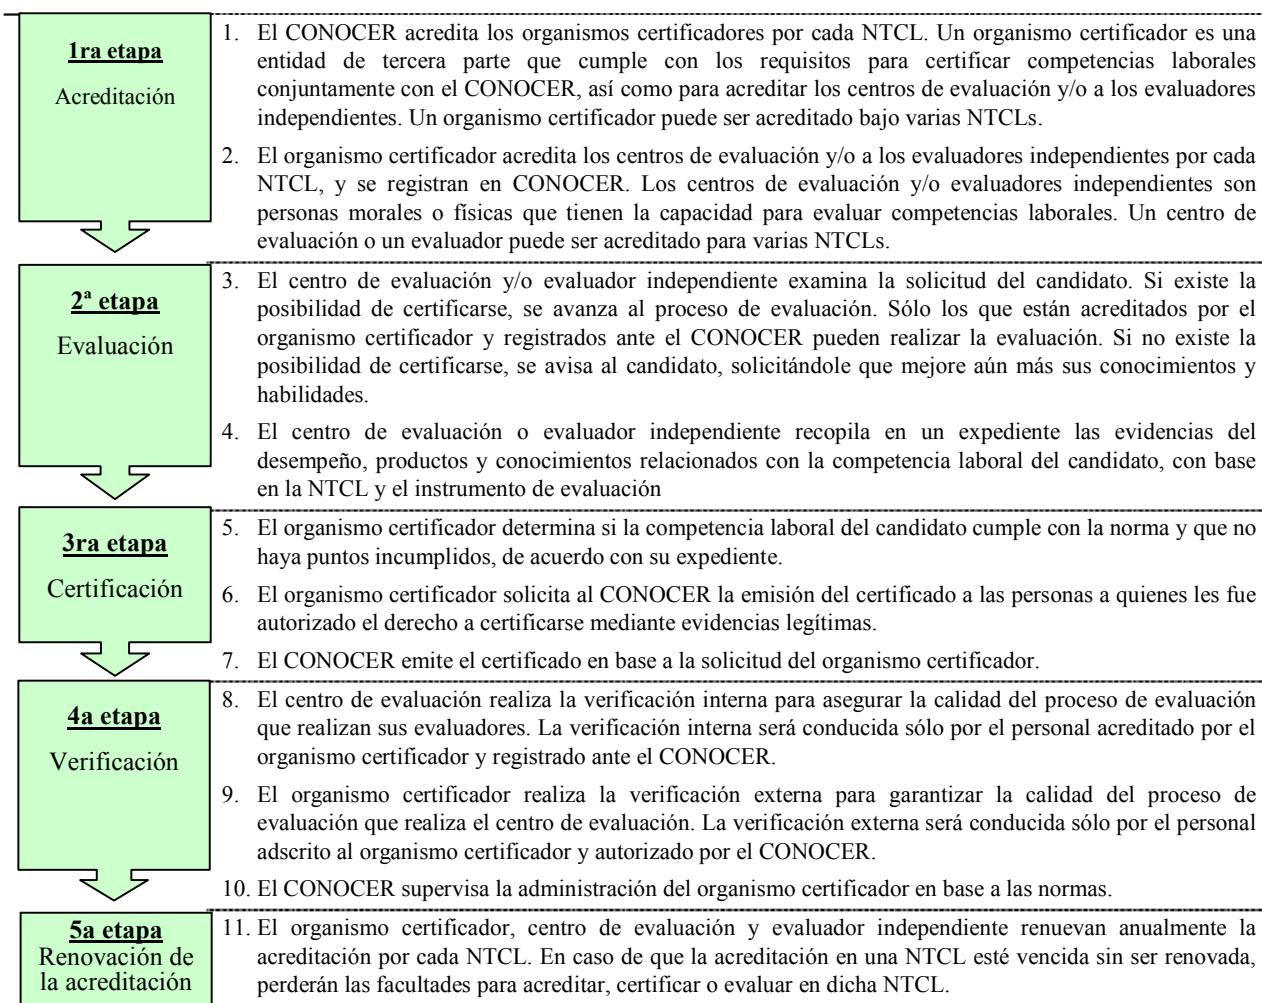 1ra etapa
Acreditación
1. El CONOCER acredita los organismos certificadores por cada NTCL. Un organismo certificador es una
entidad de tercera parte que cumple con los requisitos para certificar competencias laborales
conjuntamente con el CONOCER, así como para acreditar los centros de evaluación y/o a los evaluadores
independientes. Un organismo certificador puede ser acreditado bajo varias NTCLs.
2. El organismo certificador acredita los centros de evaluación y/o a los evaluadores independientes por cada
NTCL, y se registran en CONOCER. Los centros de evaluación y/o evaluadores independientes son
personas morales o físicas que tienen la capacidad para evaluar competencias laborales. Un centro de
evaluación o un evaluador puede ser acreditado para varias NTCLs.
2ª etapa
Evaluación
3. El centro de evaluación y/o evaluador independiente examina la solicitud del candidato. Si existe la
posibilidad de certificarse, se avanza al proceso de evaluación. Sólo los que están acreditados por el
organismo certificador y registrados ante el CONOCER pueden realizar la evaluación. Si no existe la
posibilidad de certificarse, se avisa al candidato, solicitándole que mejore aún más sus conocimientos y
habilidades.
4. El centro de evaluación o evaluador independiente recopila en un expediente las evidencias del
desempeño, productos y conocimientos relacionados con la competencia laboral del candidato, con base
en la NTCL y el instrumento de evaluación
3ra etapa
Certificación
5. El organismo certificador determina si la competencia laboral del candidato cumple con la norma y que no
haya puntos incumplidos, de acuerdo con su expediente.
6. El organismo certificador solicita al CONOCER la emisión del certificado a las personas a quienes les fue
autorizado el derecho a certificarse mediante evidencias legítimas.
7. El CONOCER emite el certificado en base a la solicitud del organismo certificador.
4a etapa
Verificación
8. El centro de evaluación realiza la verificación interna para asegurar la calidad del proceso de evaluación
que realizan sus evaluadores. La verificación interna será conducida sólo por el personal acreditado por el
organismo certificador y registrado ante el CONOCER.
9. El organismo certificador realiza la verificación externa para garantizar la calidad del proceso de
evaluación que realiza el centro de evaluación. La verificación externa será conducida sólo por el personal
adscrito al organismo certificador y autorizado por el CONOCER.
10. El CONOCER supervisa la administración del organismo certificador en base a las normas.
5a etapa
Renovación de
la acreditación
11. El organismo certificador, centro de evaluación y evaluador independiente renuevan anualmente la
acreditación por cada NTCL. En caso de que la acreditación en una NTCL esté vencida sin ser renovada,
perderán las facultades para acreditar, certificar o evaluar en dicha NTCL.